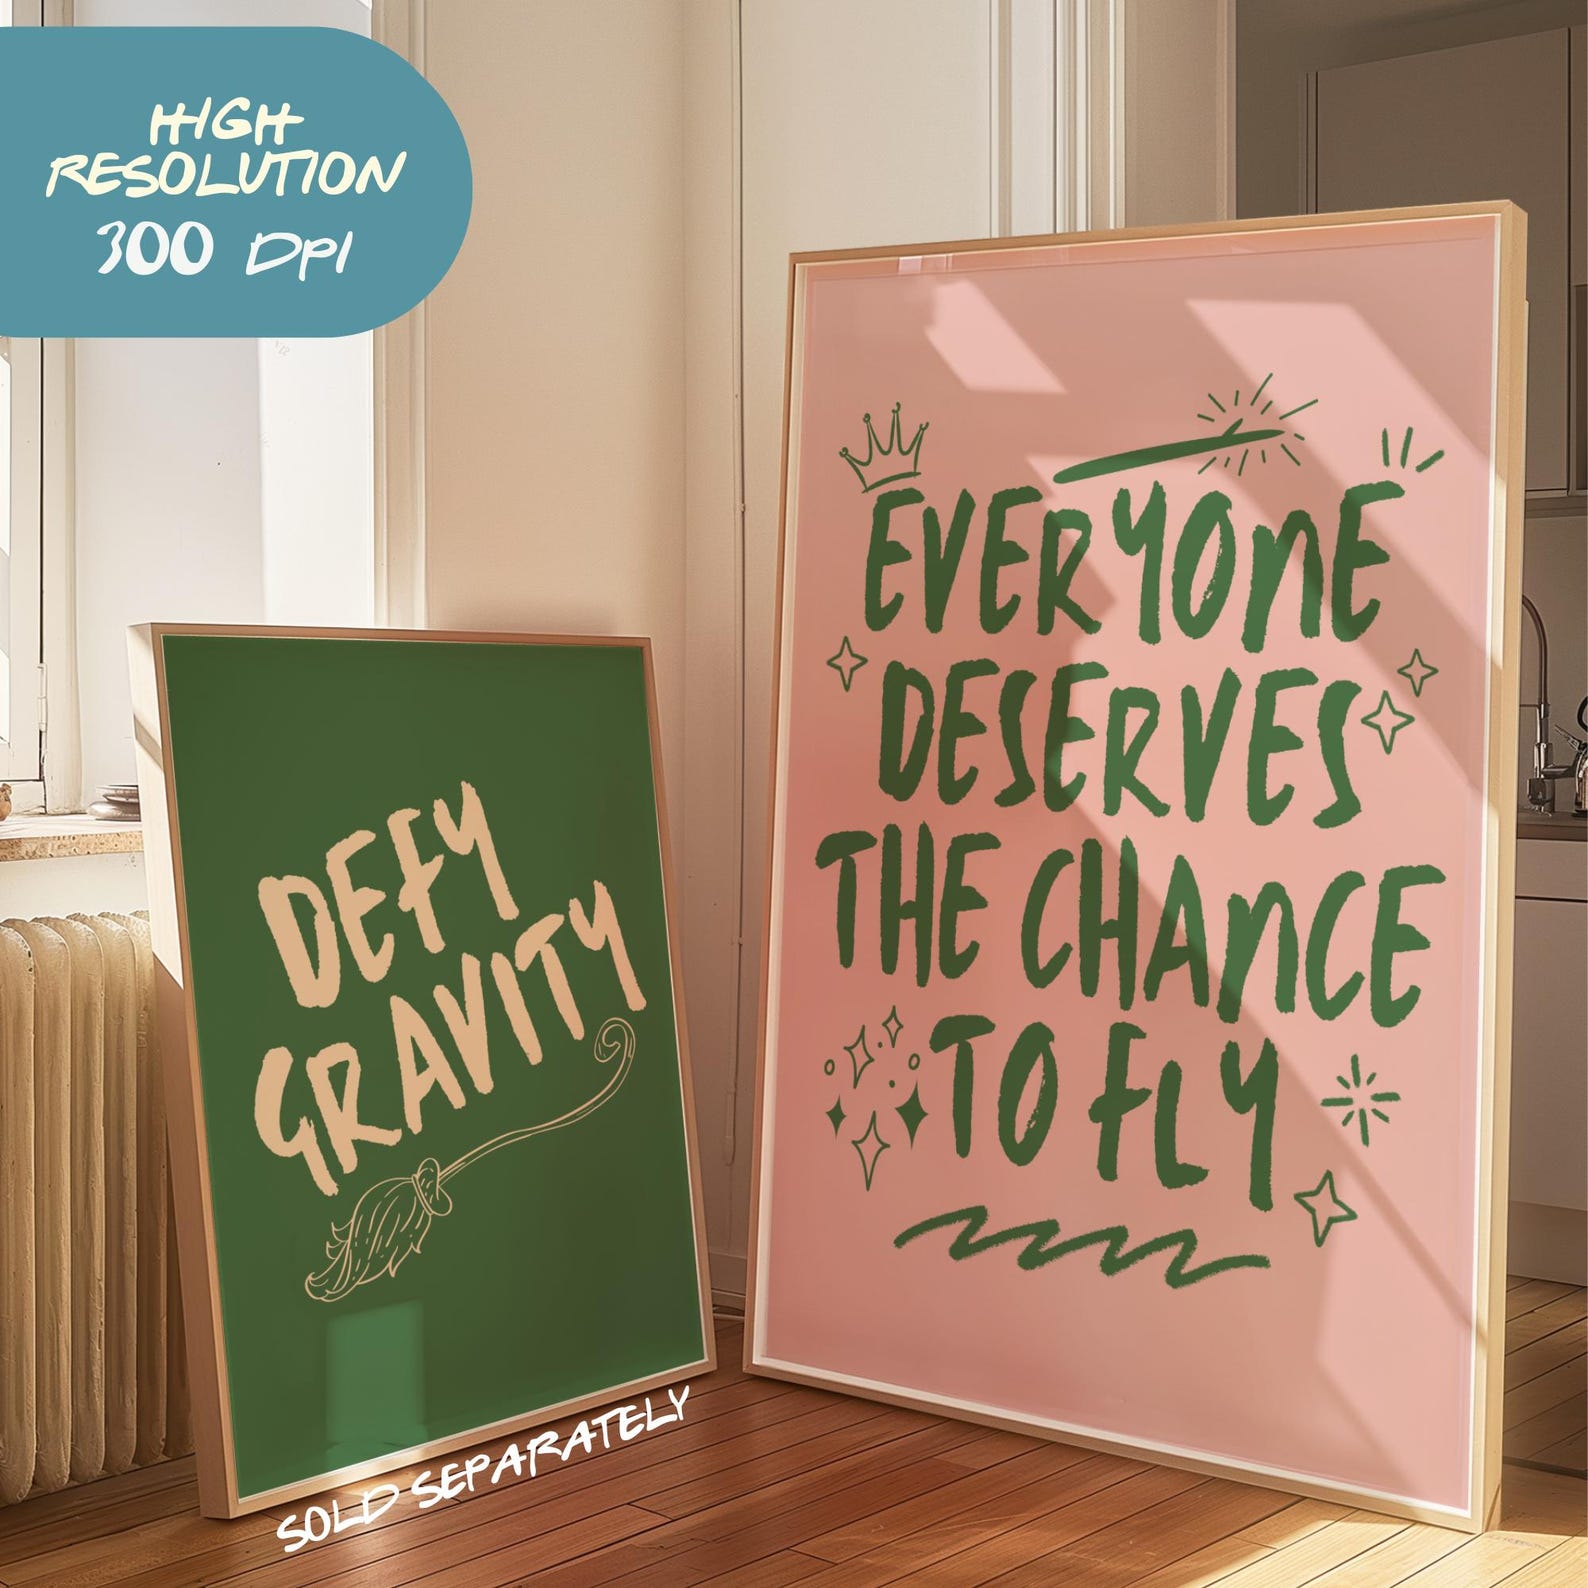 HIGH
RESOLUTION
300 DPI
DEFY
GRAVITY
SOLD SEPARATELY
EVERYONE
DESERVES
THE CHANCE
TO FLY